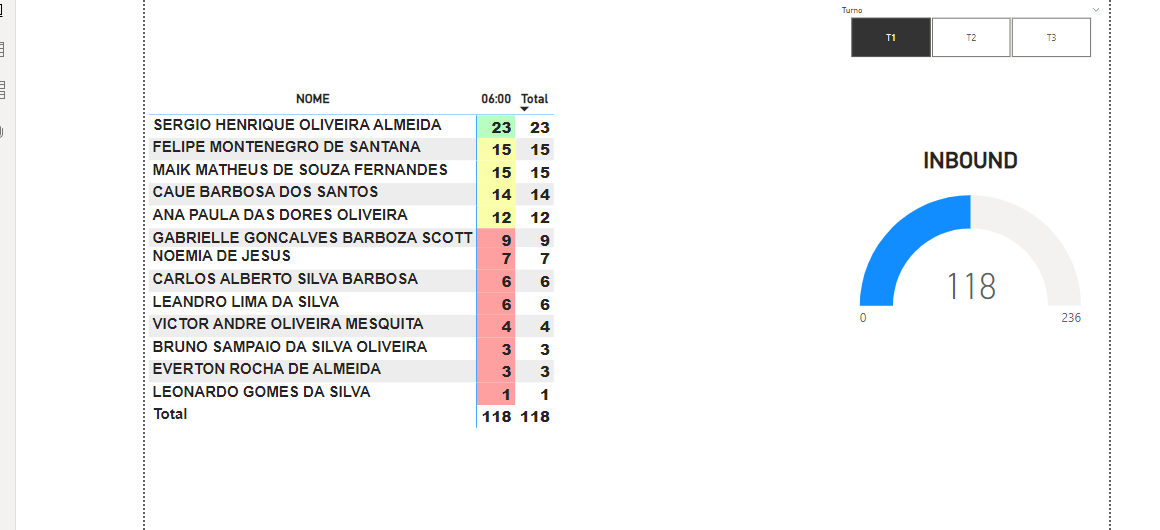 Turno
T1 T2 T3
NOME 06:00 Total
SERGIO HENRIQUE OLIVEIRA ALMEIDA 23 23
FELIPE MONTENEGRO DE SANTANA 15 15
MAIK MATHEUS DE SOUZA FERNANDES 15 15
CAUE BARBOSA DOS SANTOS 14 14
ANA PAULA DAS DORES OLIVEIRA 12 12
GABRIELLE GONCALVES BARBOZA SCOTT 9 9
NOEMIA DE JESUS 7 7
CARLOS ALBERTO SILVA BARBOSA 6 6
LEANDRO LIMA DA SILVA 6 6
VICTOR ANDRE OLIVEIRA MESQUITA 4 4
BRUNO SAMPAIO DA SILVA OLIVEIRA 3 3
EVERTON ROCHA DE ALMEIDA 3 3
LEONARDO GOMES DA SILVA 1 1
Total 118 118
INBOUND
118
0 236